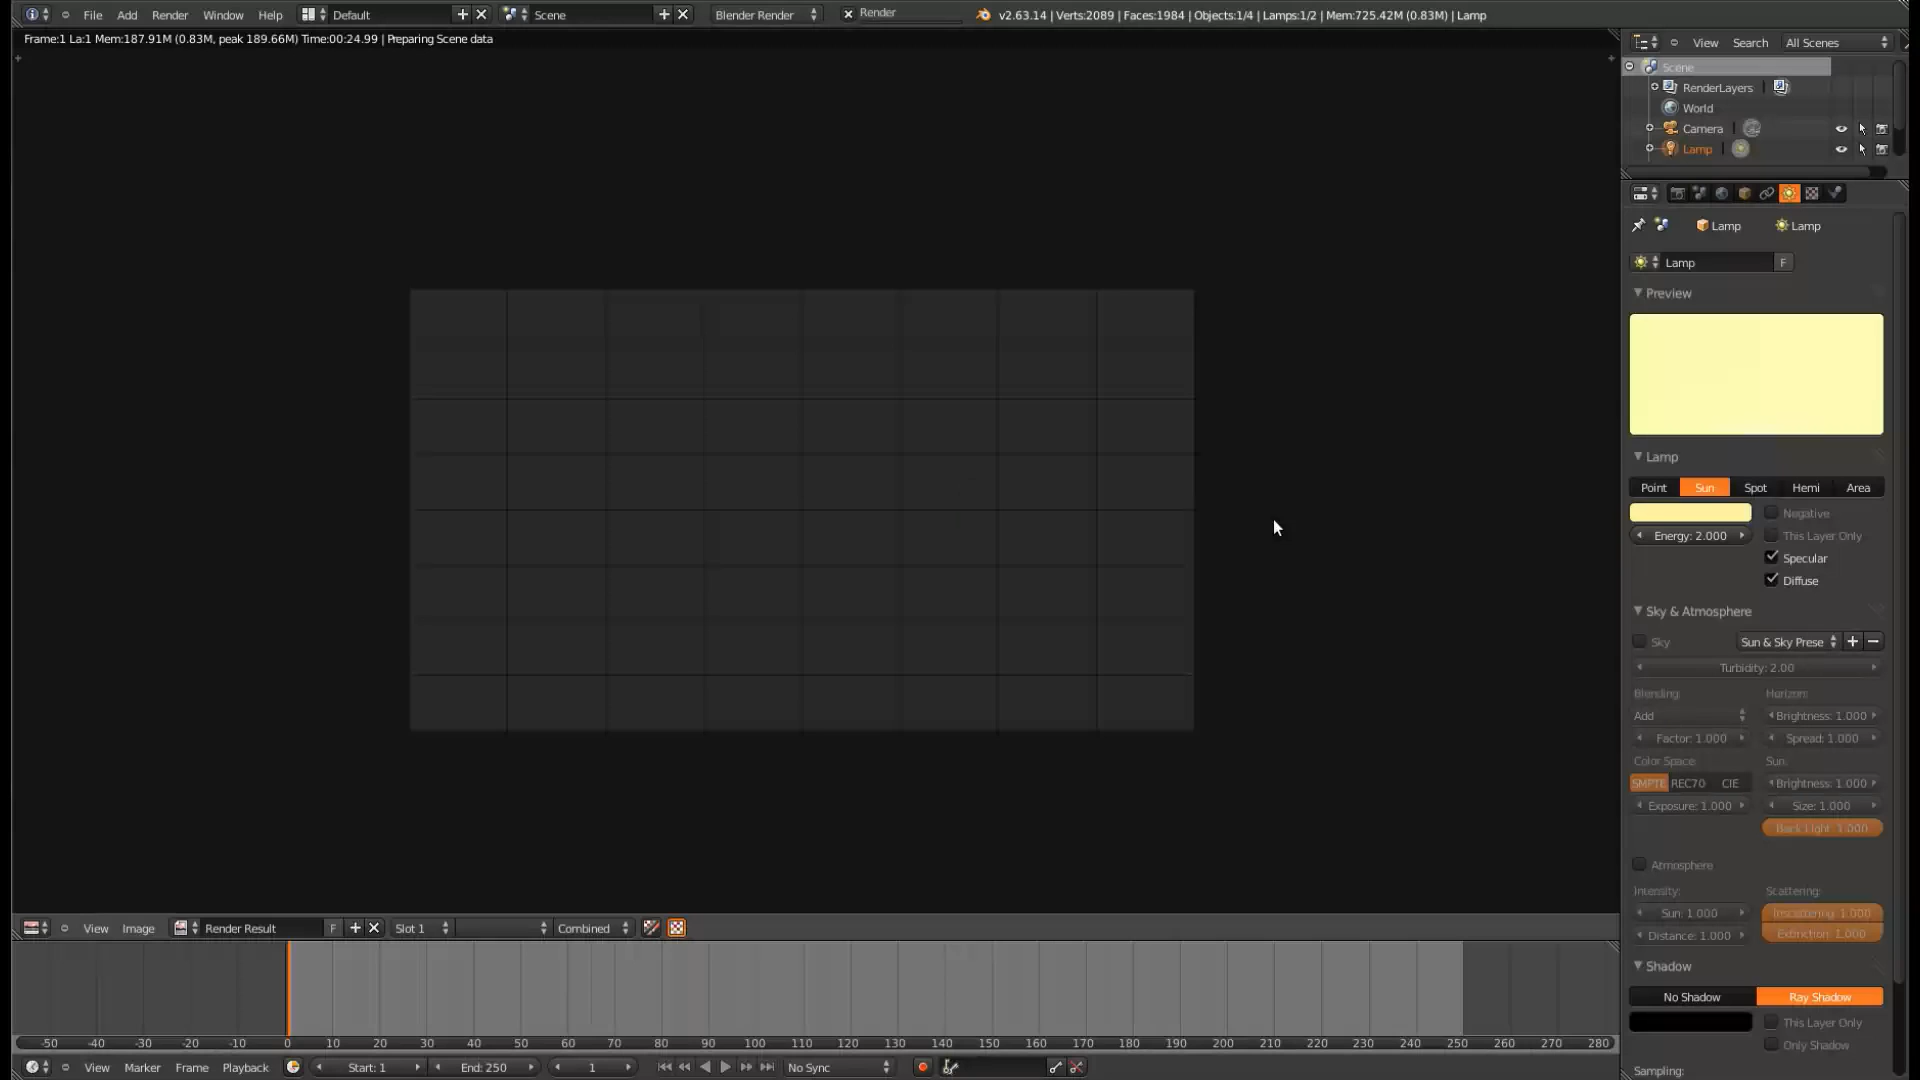 File Add Render Window Help Default Scene Blender Render Render v2.63.14 | Verts:2089 | Faces:1984 | Objects:1/4 | Lamps:1/2 | Mem:725.42M (0.83M) | Lamp
Frame:1 La:1 Mem:187.91M (0.83M, peak 189.66M) Time:00:24.99 | Preparing Scene data
View Search All Scenes
Scene
RenderLayers
World
Camera
Lamp
Lamp Lamp
Lamp F
Preview
Lamp
Point Sun Spot Hemi Area
Negative
Energy: 2.000 This Layer Only
Specular
Diffuse
Sky & Atmosphere
Sky Sun & Sky Prese
Turbidity: 2.00
Blending: Horizon:
Add Brightness: 1.000
Factor: 1.000 Spread: 1.000
Color Space: Sun:
SMPTE REC70 CIE Brightness: 1.000
Exposure: 1.000 Size: 1.000
Back Light: 1.000
Atmosphere
Intensity: Scattering:
Sun: 1.000 Inscattering: 1.000
Distance: 1.000 Extinction: 1.000
Shadow
No Shadow Ray Shadow
This Layer Only
Only Shadow
Sampling:
View Image Render Result F Slot 1 Combined
-50 -40 -30 -20 -10 0 10 20 30 40 50 60 70 80 90 100 110 120 130 140 150 160 170 180 190 200 210 220 230 240 250 260 270 280
View Marker Frame Playback Start: 1 End: 250 1 No Sync